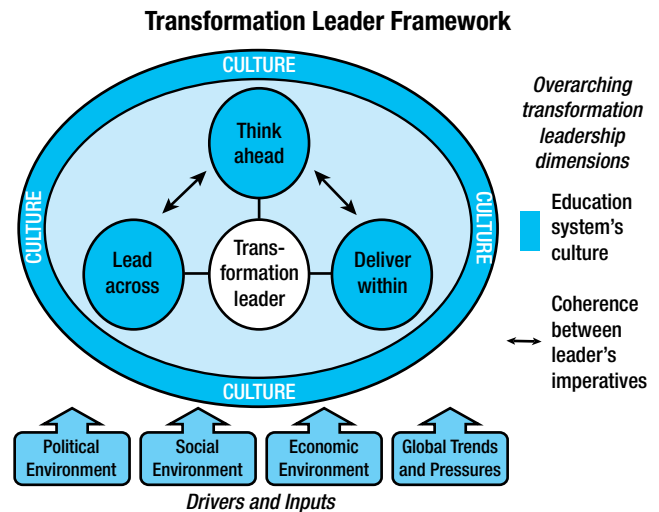 Transformation Leader Framework
CULTURE
CULTURE
CULTURE
CULTURE
Think
ahead
Lead
across
Trans-
formation
leader
Deliver
within
Overarching
transformation
leadership
dimensions
Education
system's
culture
Coherence
between
leader's
imperatives
Political
Environment
Social
Environment
Economic
Environment
Global Trends
and Pressures
Drivers and Inputs